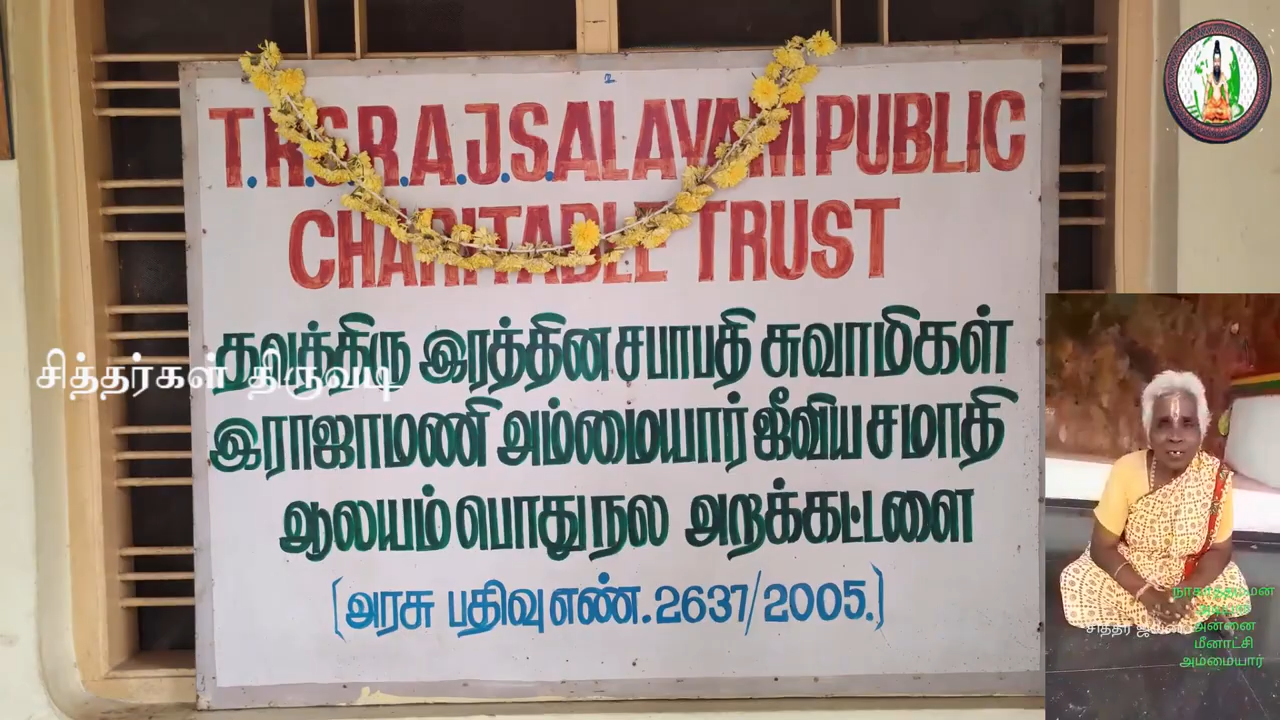 T.R.S.R.A.J.S.ALAYAM PUBLIC
CHARITABLE TRUST
தவத்திரு இரத்தின சபாபதி சுவாமிகள்
இராஜாமணி அம்மையார் ஜீவிய சமாதி
ஆலயம் பொது நல அறக்கட்டளை
(அரசு பதிவு எண். 2637/2005.)
சித்தர்கள் திருவடி
அன்னை
மீனாட்சி
அம்மையார்